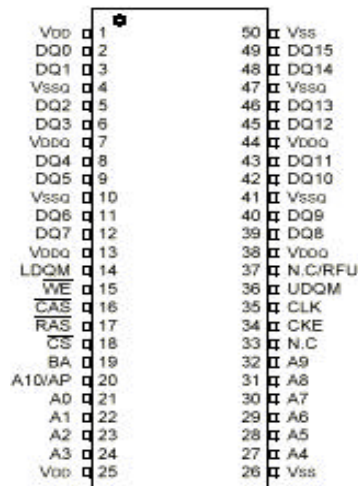 VDD 1 50 VSS
DQ0 2 49 DQ15
DQ1 3 48 DQ14
VSSQ 4 47 VSSQ
DQ2 5 46 DQ13
DQ3 6 45 DQ12
VDDQ 7 44 VDDQ
DQ4 8 43 DQ11
DQ5 9 42 DQ10
VSSQ 10 41 VSSQ
DQ6 11 40 DQ9
DQ7 12 39 DQ8
VDDQ 13 38 VDDQ
LDQM 14 37 N.C/RFU
WE 15 36 UDQM
CAS 16 35 CLK
RAS 17 34 CKE
CS 18 33 N.C
BA 19 32 A9
A10/AP 20 31 A8
A0 21 30 A7
A1 22 29 A6
A2 23 28 A5
A3 24 27 A4
VDD 25 26 VSS